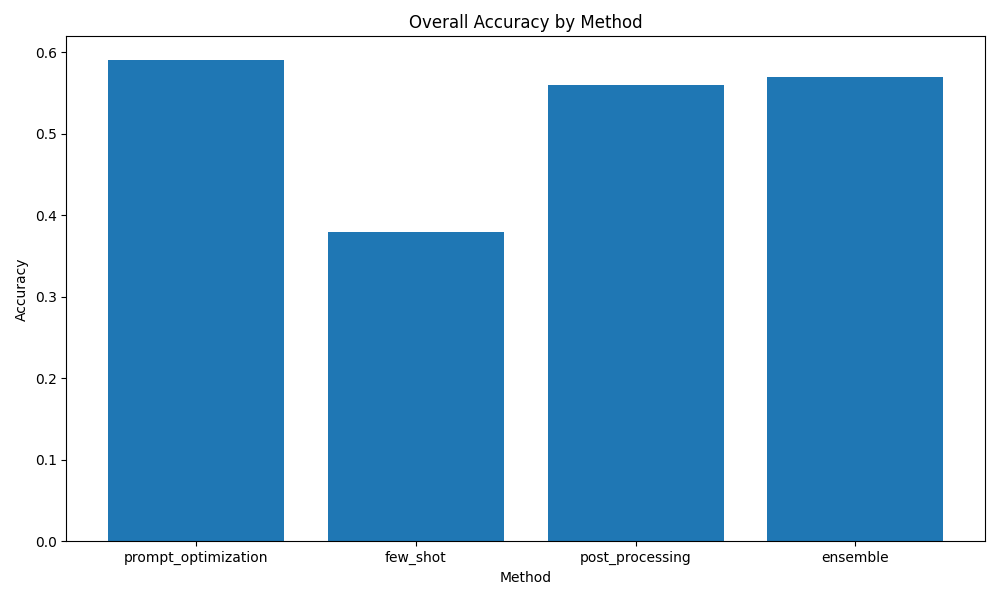 Overall Accuracy by Method
0.6
0.5
0.4
0.3
0.2
0.1
0.0
Accuracy
prompt_optimization few_shot post_processing ensemble
Method